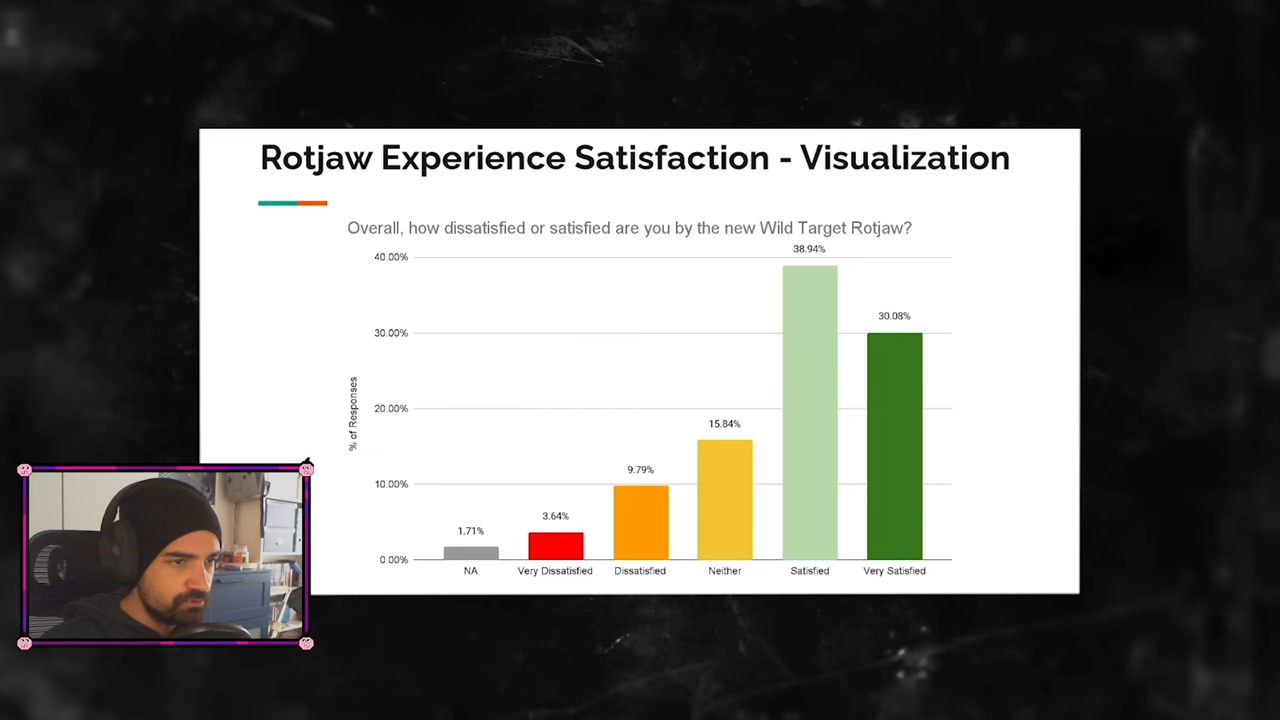 Rotjaw Experience Satisfaction - Visualization
Overall, how dissatisfied or satisfied are you by the new Wild Target Rotjaw?
% of Responses
40.00%
30.00%
20.00%
10.00%
0.00%
1.71%
3.64%
9.79%
15.84%
38.94%
30.08%
NA
Very Dissatisfied
Dissatisfied
Neither
Satisfied
Very Satisfied